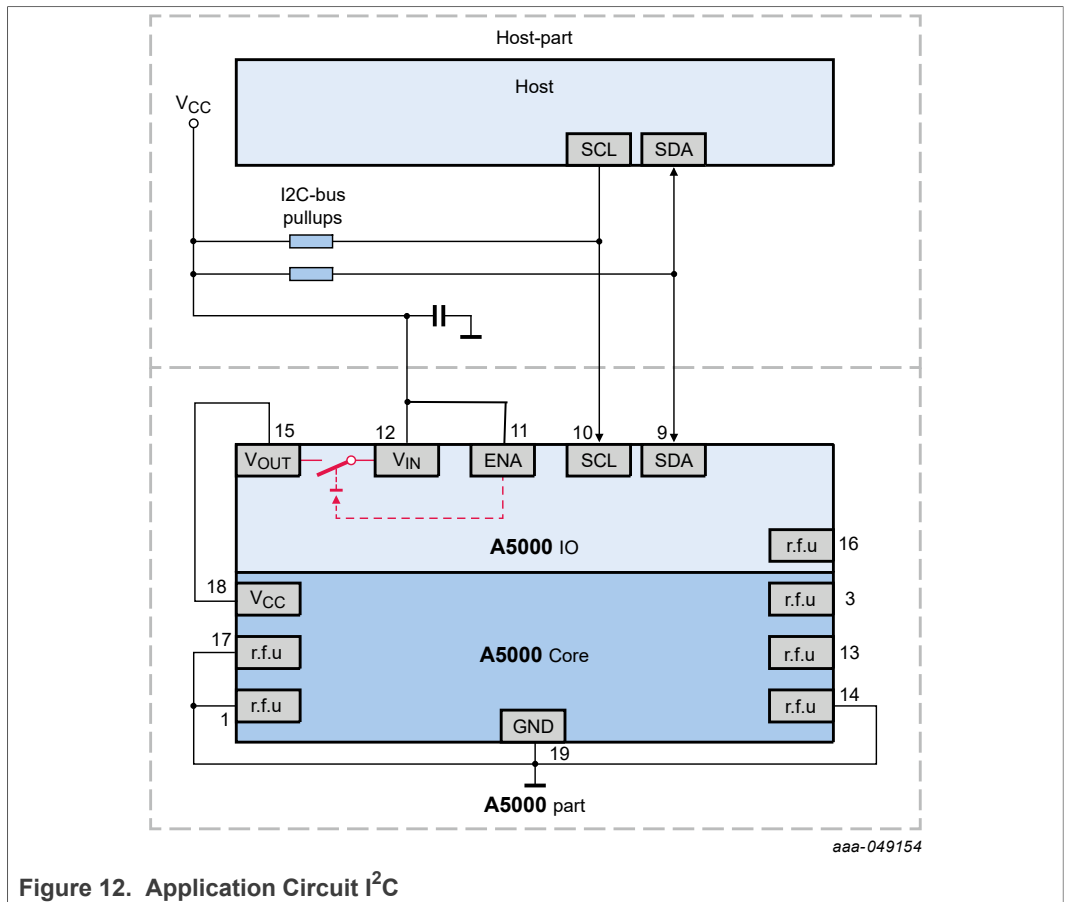 Host-part
Host
VCC
SCL SDA
I2C-bus
pullups
15 12 11 10 9
VOUT VIN ENA SCL SDA
A5000 IO
r.f.u 16
18 VCC
r.f.u 3
17 r.f.u
A5000 Core
r.f.u 13
1 r.f.u
r.f.u 14
GND
19
A5000 part
aaa-049154
Figure 12. Application Circuit I2C